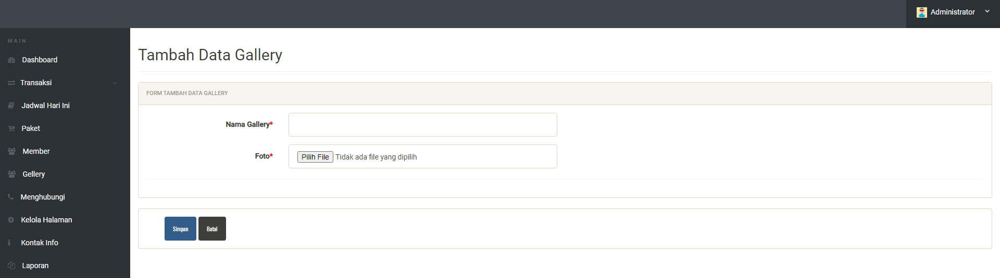 Administrator
MAIN
Dashboard
Transaksi
Jadwal Hari Ini
Paket
Member
Gellery
Menghubungi
Kelola Halaman
Kontak Info
Laporan
Tambah Data Gallery
FORM TAMBAH DATA GALLERY
Nama Gallery*
Foto*
Pilih File Tidak ada file yang dipilih
Simpan Batal